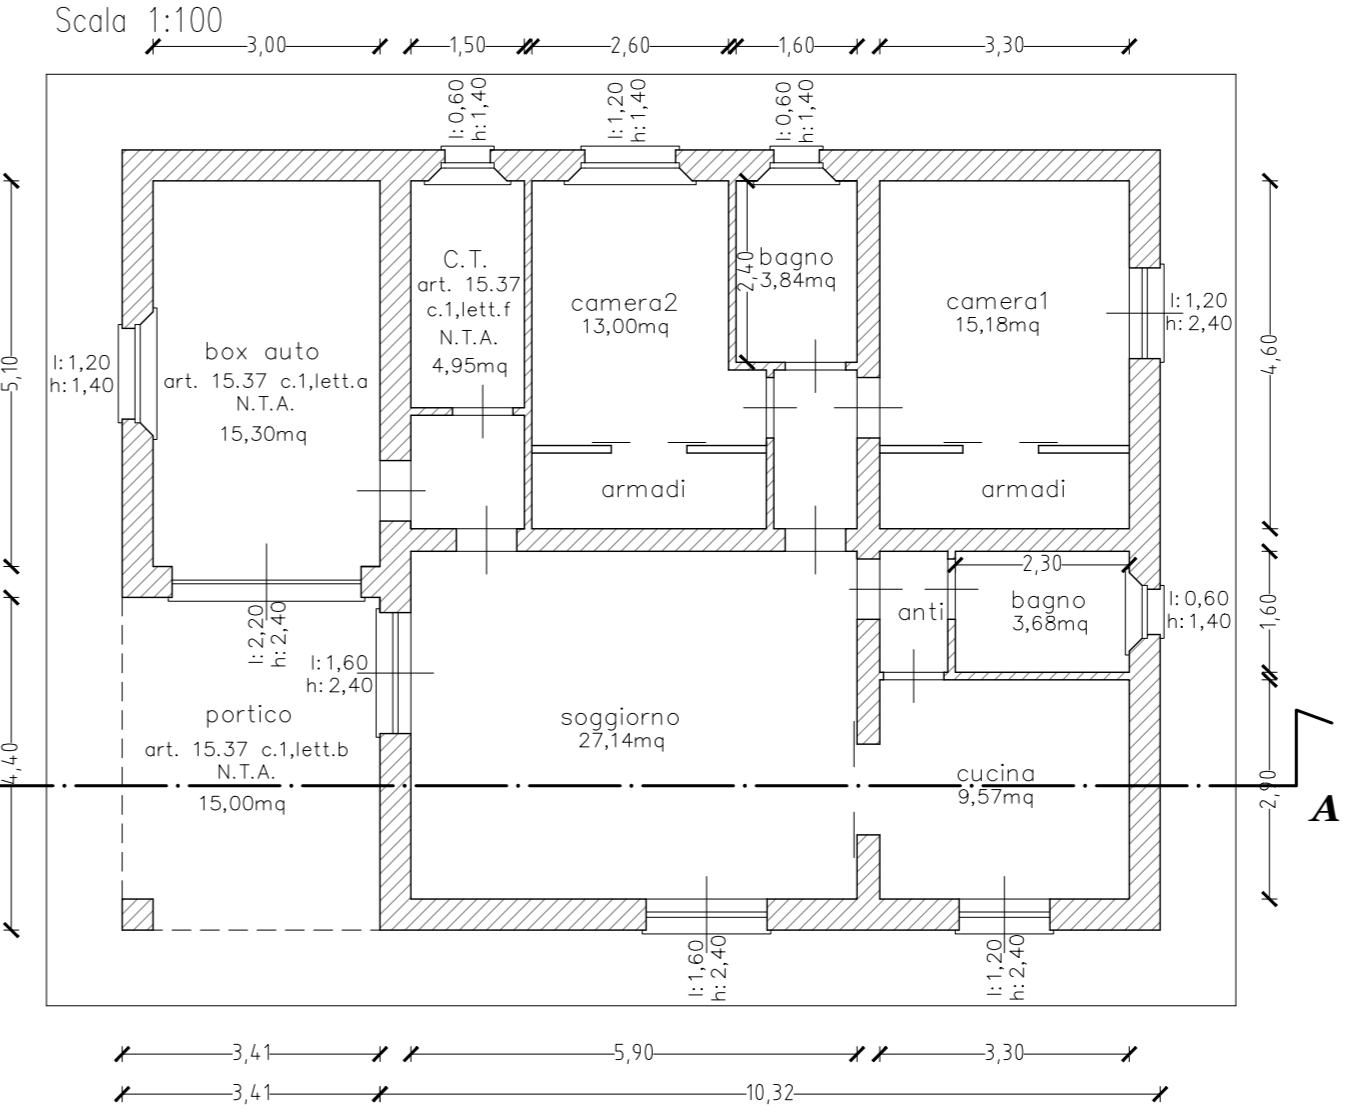 Scala 1:100
3,00
1,50
2,60
1,60
3,30
l: 0,60
h: 1,40
l: 1,20
h: 1,40
l: 0,60
h: 1,40
5,10
l: 1,20
h: 1,40
box auto
art. 15.37 c.1,lett.a
N.T.A.
15,30mq
C.T.
art. 15.37
c.1,lett.f
N.T.A.
4,95mq
camera2
13,00mq
2,40
bagno
3,84mq
camera1
15,18mq
l: 1,20
h: 2,40
4,60
armadi
armadi
l: 2,20
h: 2,40
l: 1,60
h: 2,40
anti
2,30
bagno
3,68mq
l: 0,60
h: 1,40
1,60
portico
art. 15.37 c.1,lett.b
N.T.A.
15,00mq
4,40
soggiorno
27,14mq
cucina
9,57mq
2,90
A
l: 1,60
h: 2,40
l: 1,20
h: 2,40
3,41
5,90
3,30
3,41
10,32